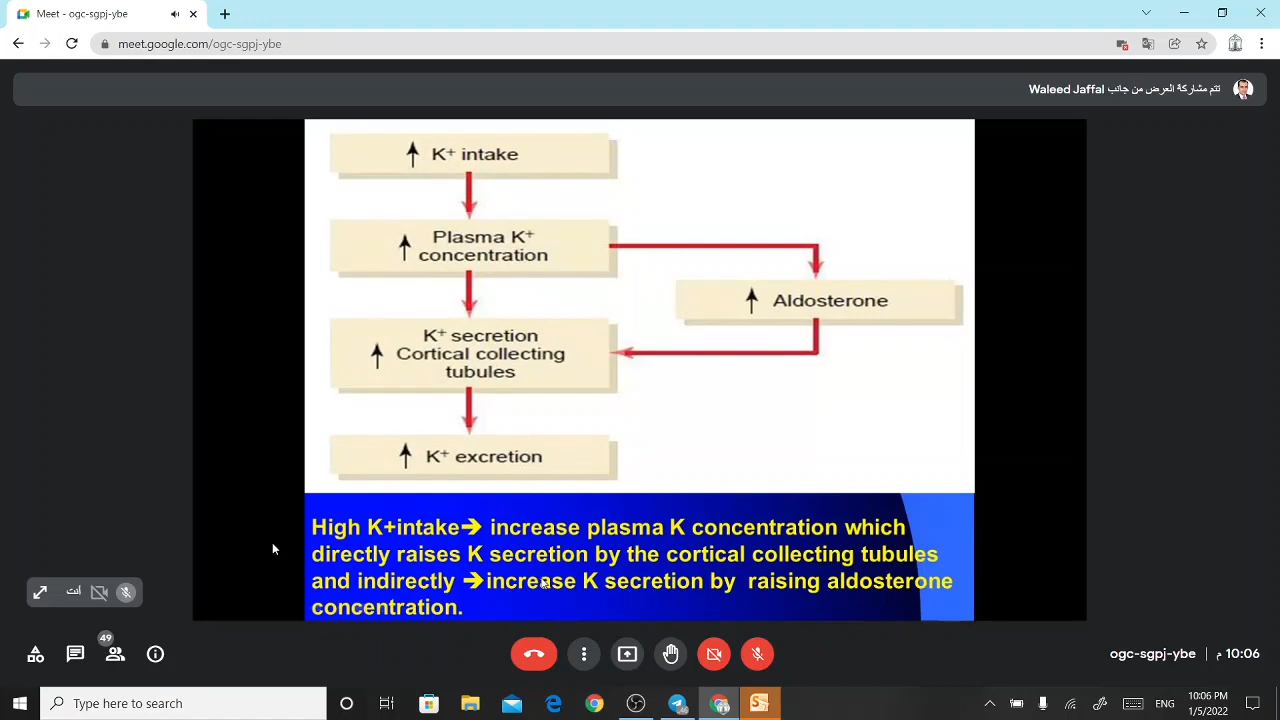 Meet - ogc-sgpj-ybe
meet.google.com/ogc-sgpj-ybe
تتم مشاركة العرض من جانب Waleed Jaffal
K+ intake
Plasma K+
concentration
Aldosterone
K+ secretion
Cortical collecting
tubules
K+ excretion
High K+intake➔ increase plasma K concentration which
directly raises K secretion by the cortical collecting tubules
and indirectly ➔increase K secretion by raising aldosterone
concentration.
انت
49
ogc-sgpj-ybe
10:06 م
Type here to search
46
ENG
10:06 PM
1/5/2022